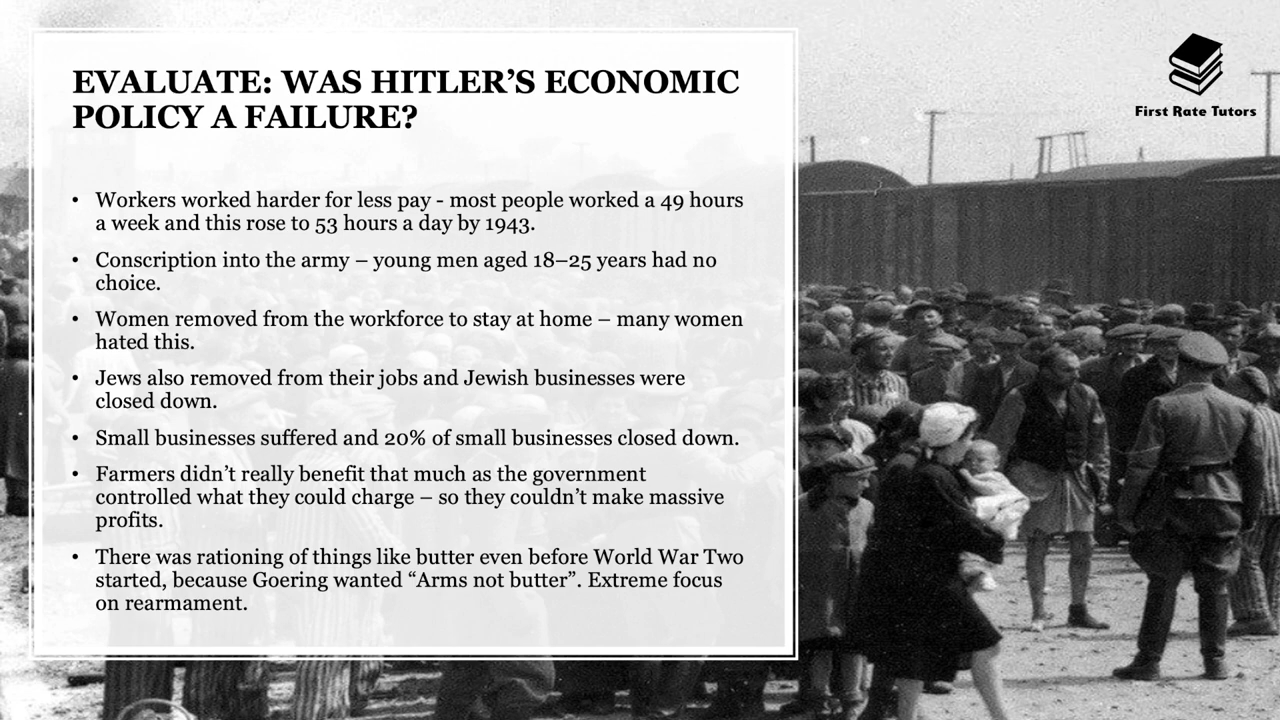 EVALUATE: WAS HITLER’S ECONOMIC
POLICY A FAILURE?
First Rate Tutors
• Workers worked harder for less pay - most people worked a 49 hours
a week and this rose to 53 hours a day by 1943.
• Conscription into the army – young men aged 18–25 years had no
choice.
• Women removed from the workforce to stay at home – many women
hated this.
• Jews also removed from their jobs and Jewish businesses were
closed down.
• Small businesses suffered and 20% of small businesses closed down.
• Farmers didn’t really benefit that much as the government
controlled what they could charge – so they couldn’t make massive
profits.
• There was rationing of things like butter even before World War Two
started, because Goering wanted “Arms not butter”. Extreme focus
on rearmament.